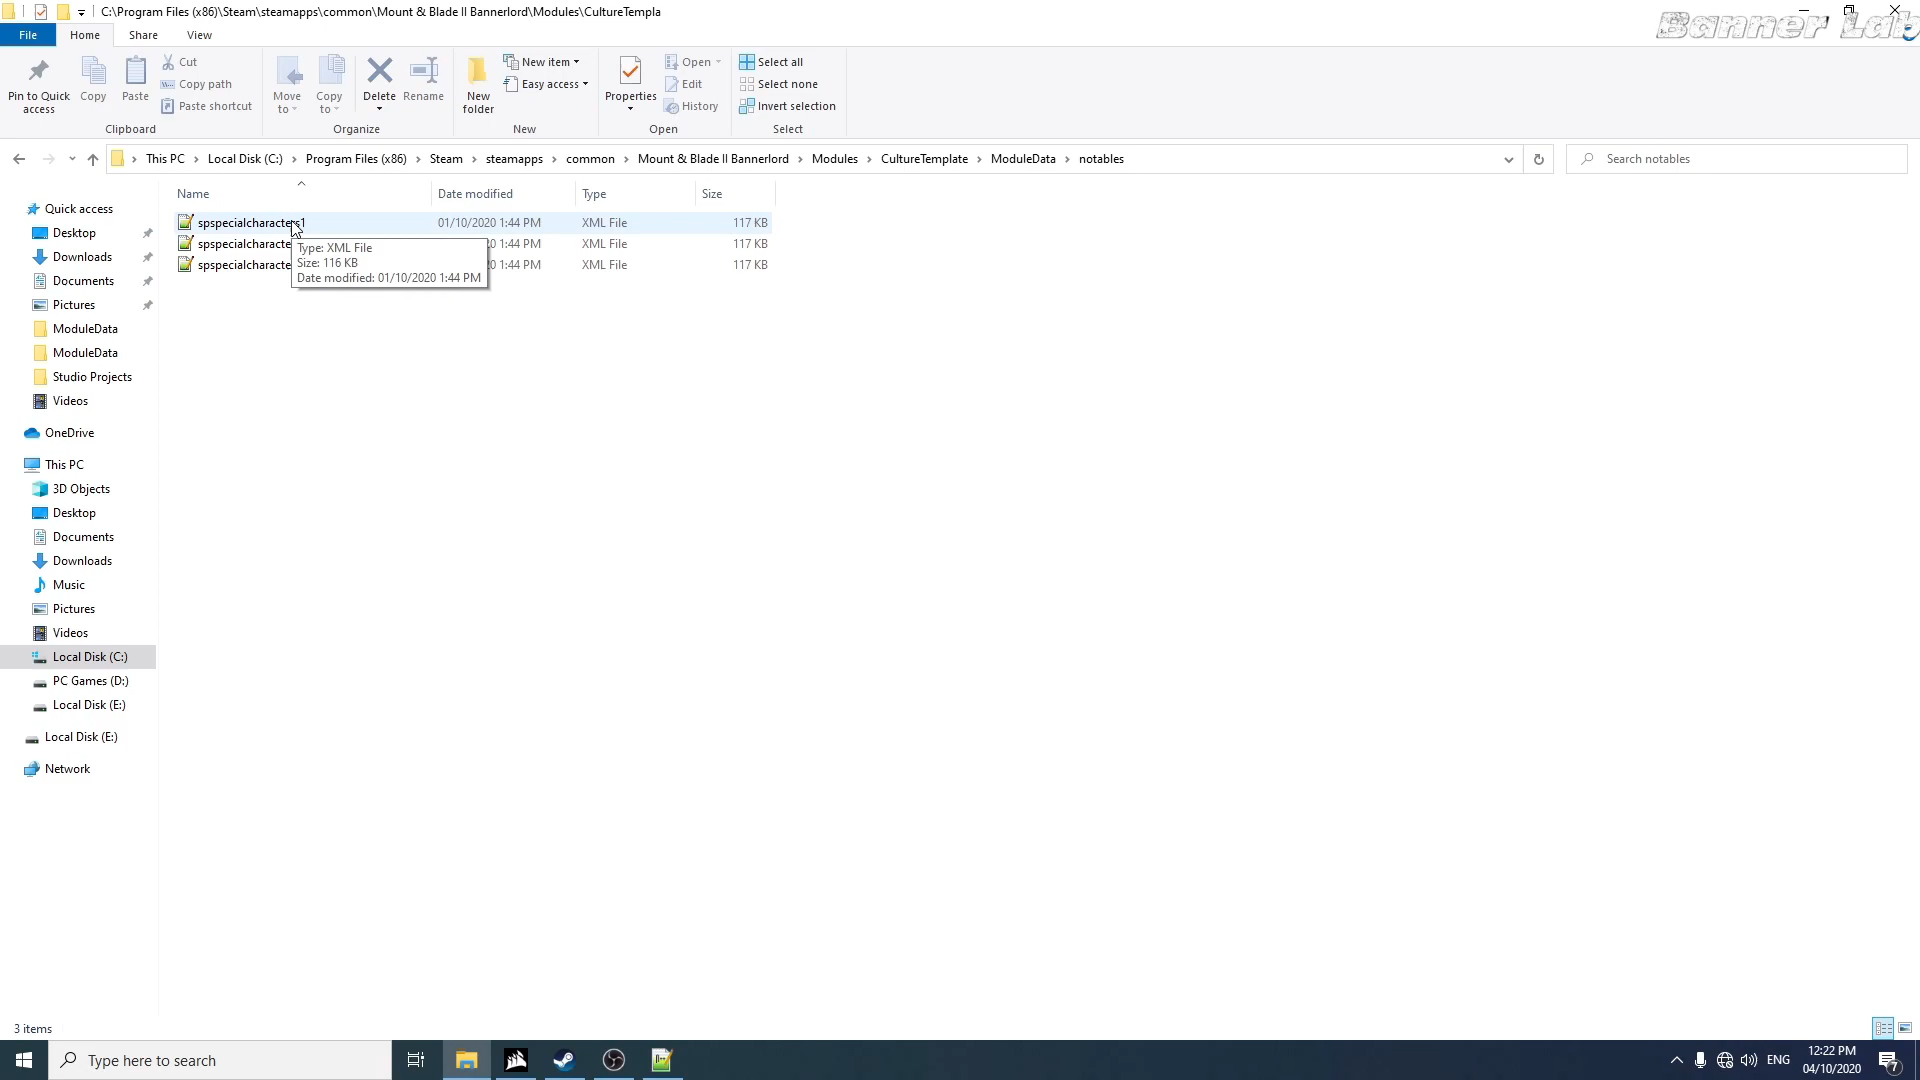 C:\Program Files (x86)\Steam\steamapps\common\Mount & Blade II Bannerlord\Modules\CultureTempla
Banner Lab
File Home Share View
Pin to Quick access
Copy
Paste
Cut
Copy path
Paste shortcut
Clipboard
Move to
Copy to
Delete
Rename
Organize
New folder
New item
Easy access
New
Properties
Open
Edit
History
Open
Select all
Select none
Invert selection
Select
This PC Local Disk (C:) Program Files (x86) Steam steamapps common Mount & Blade II Bannerlord Modules CultureTemplate ModuleData notables
Search notables
Name Date modified Type Size
spspecialcharacters1 01/10/2020 1:44 PM XML File 117 KB
spspecialcharacte 20 1:44 PM XML File 117 KB
spspecialcharacte 20 1:44 PM XML File 117 KB
Type: XML File
Size: 116 KB
Date modified: 01/10/2020 1:44 PM
Quick access
Desktop
Downloads
Documents
Pictures
ModuleData
ModuleData
Studio Projects
Videos
OneDrive
This PC
3D Objects
Desktop
Documents
Downloads
Music
Pictures
Videos
Local Disk (C:)
PC Games (D:)
Local Disk (E:)
Local Disk (E:)
Network
3 items
Type here to search
ENG
12:22 PM
04/10/2020
7